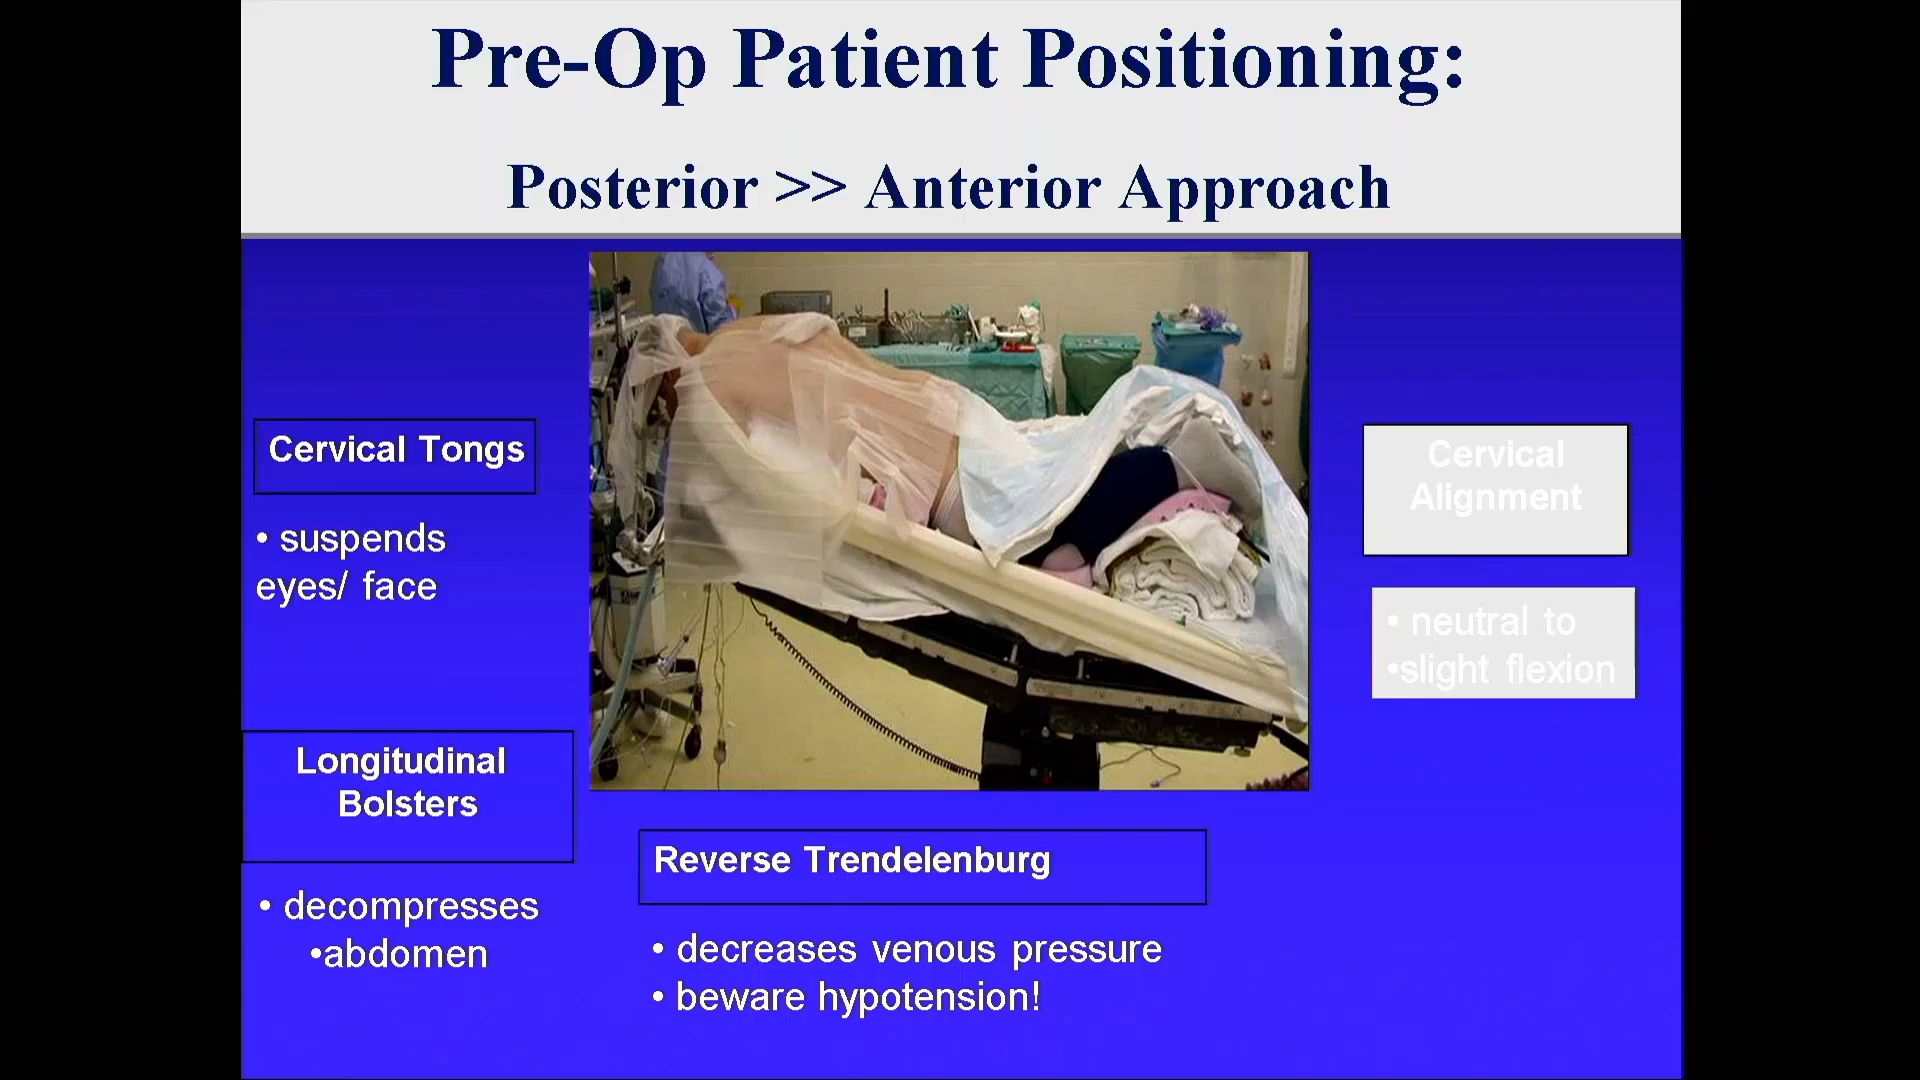 Pre-Op Patient Positioning:
Posterior >> Anterior Approach
Cervical Tongs
• suspends
eyes/ face
Longitudinal
Bolsters
• decompresses
•abdomen
Reverse Trendelenburg
• decreases venous pressure
• beware hypotension!
Cervical
Alignment
• neutral to
•slight flexion